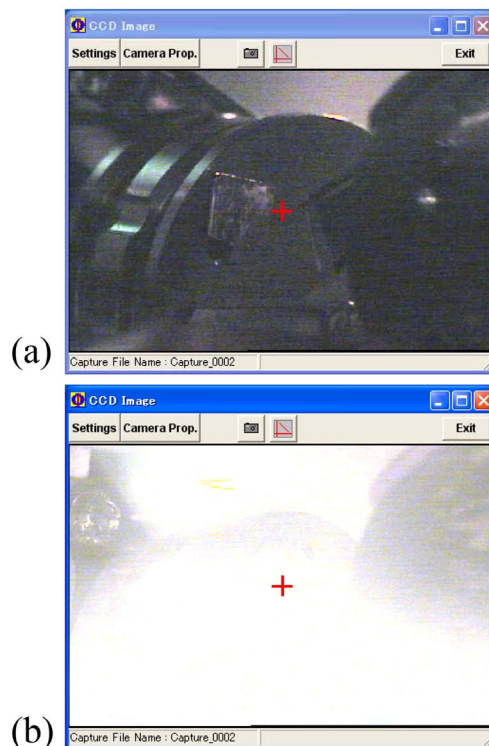 CCD Image
Settings Camera Prop. Exit
(a)
Capture File Name : Capture_0002
CCD Image
Settings Camera Prop. Exit
(b)
Capture File Name : Capture_0002